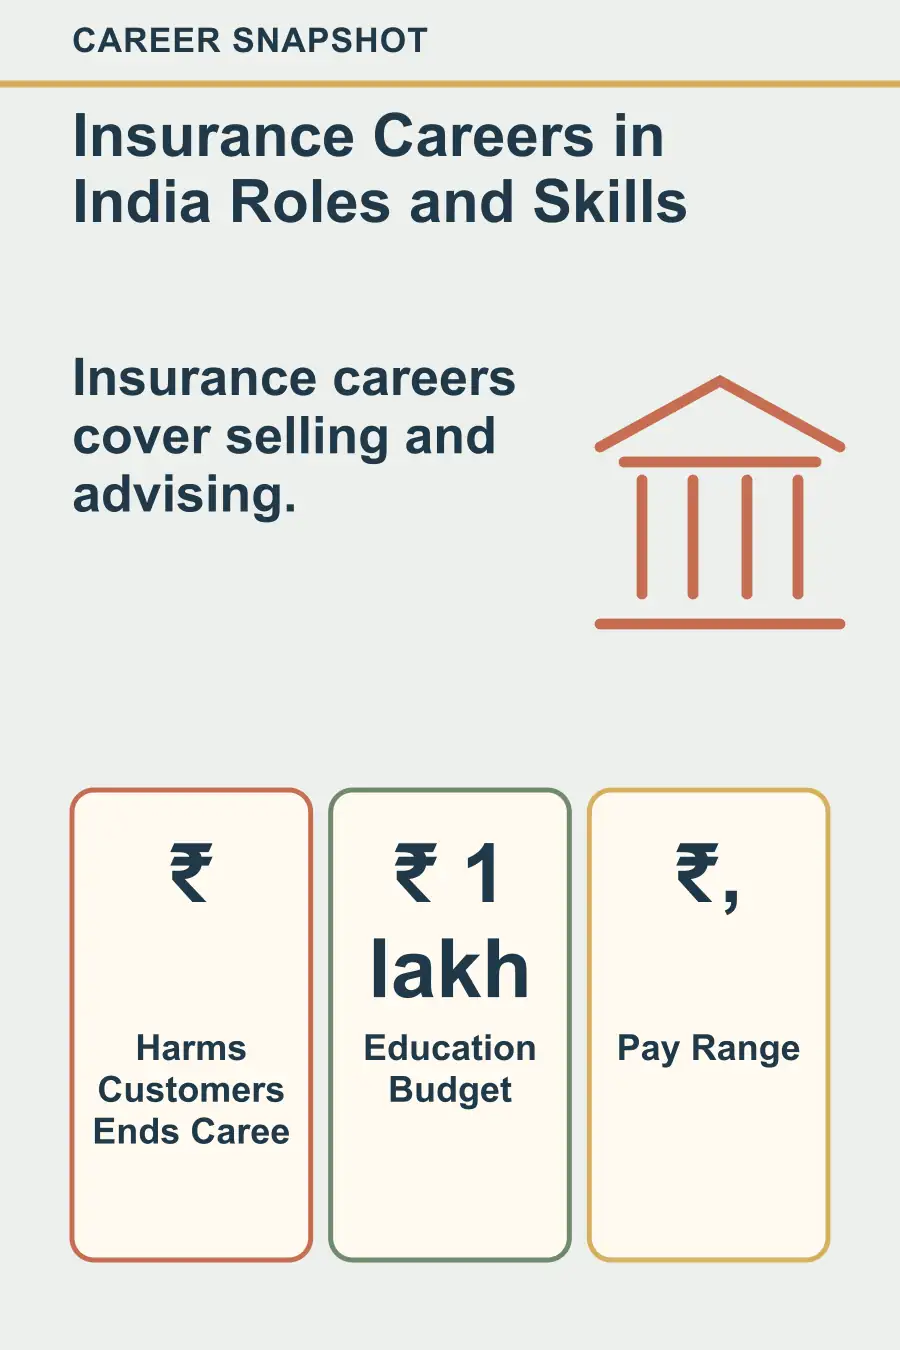 CAREER SNAPSHOT
Insurance Careers in
India Roles and Skills
Insurance careers
cover selling and
advising.
₹
Harms
Customers
Ends Caree
₹ 1
lakh
Education
Budget
₹,
Pay Range